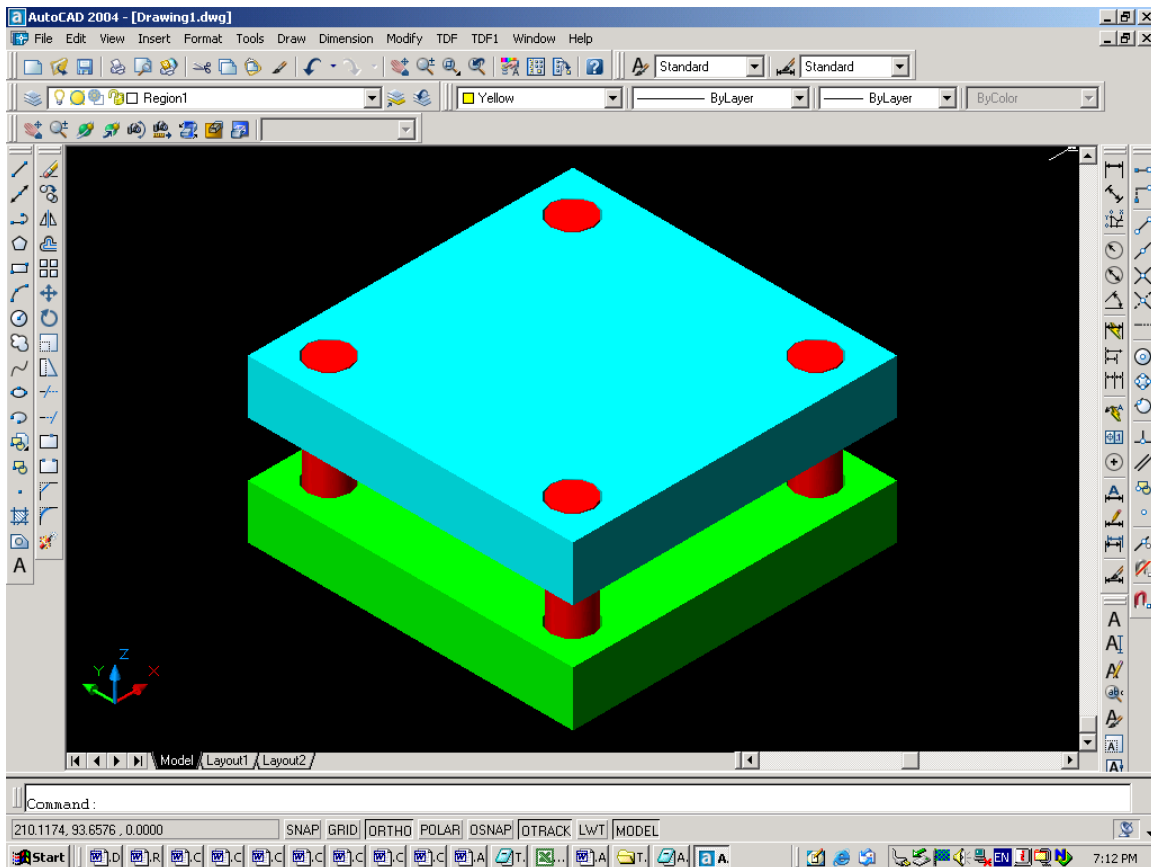 AutoCAD 2004 - [Drawing1.dwg]
File Edit View Insert Format Tools Draw Dimension Modify TDF TDF1 Window Help
Standard Standard
Region1 Yellow ByLayer ByLayer ByColor
Z
Y X
Model Layout1 Layout2
Command:
210.1174, 93.6576 , 0.0000 SNAP GRID ORTHO POLAR OSNAP OTRACK LWT MODEL
Start ).D ).R ).C ).C ).C ).C ).C ).C ).C ).A T. ... ).A T. A. A. EN 7:12 PM